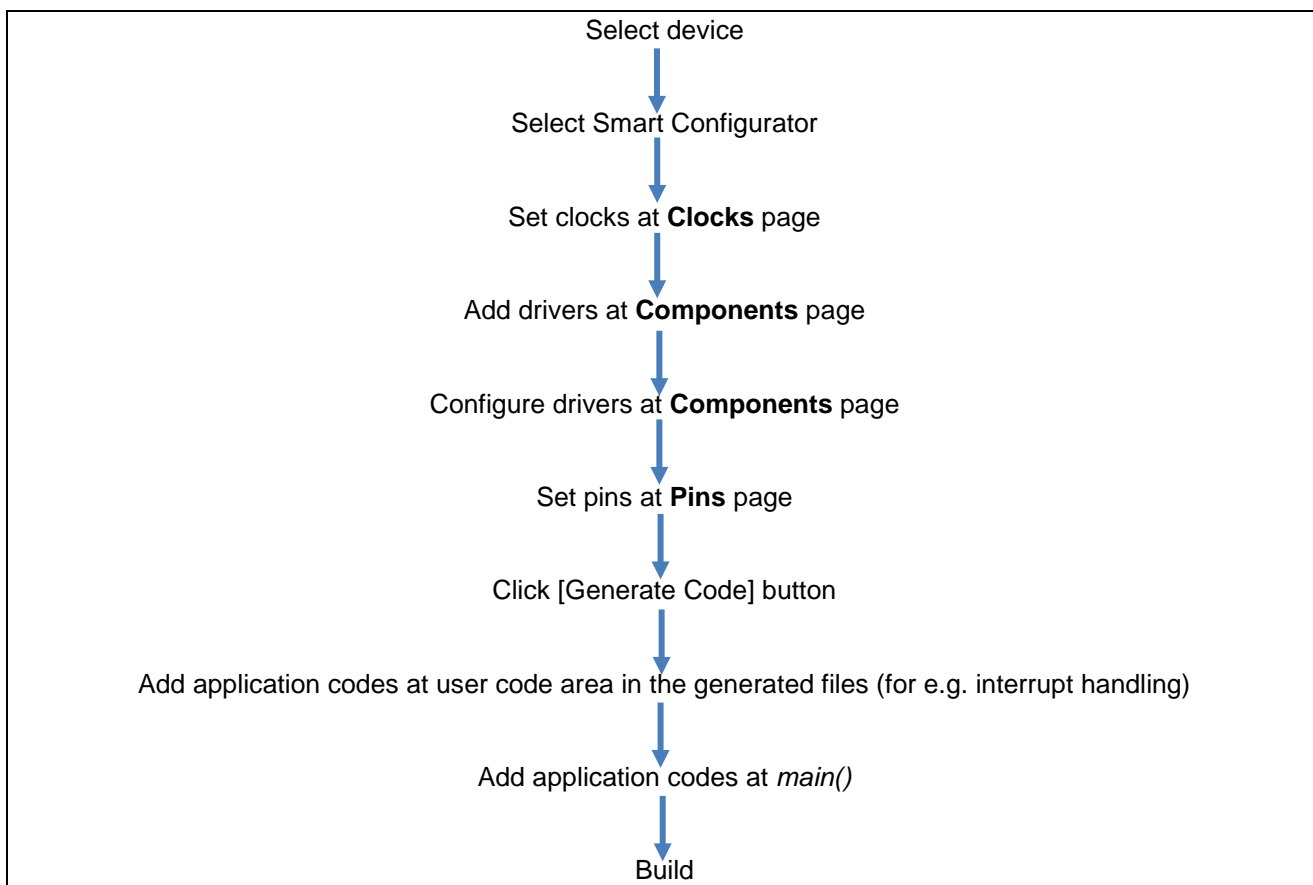 Select device
Select Smart Configurator
Set clocks at Clocks page
Add drivers at Components page
Configure drivers at Components page
Set pins at Pins page
Click [Generate Code] button
Add application codes at user code area in the generated files (for e.g. interrupt handling)
Add application codes at main()
Build